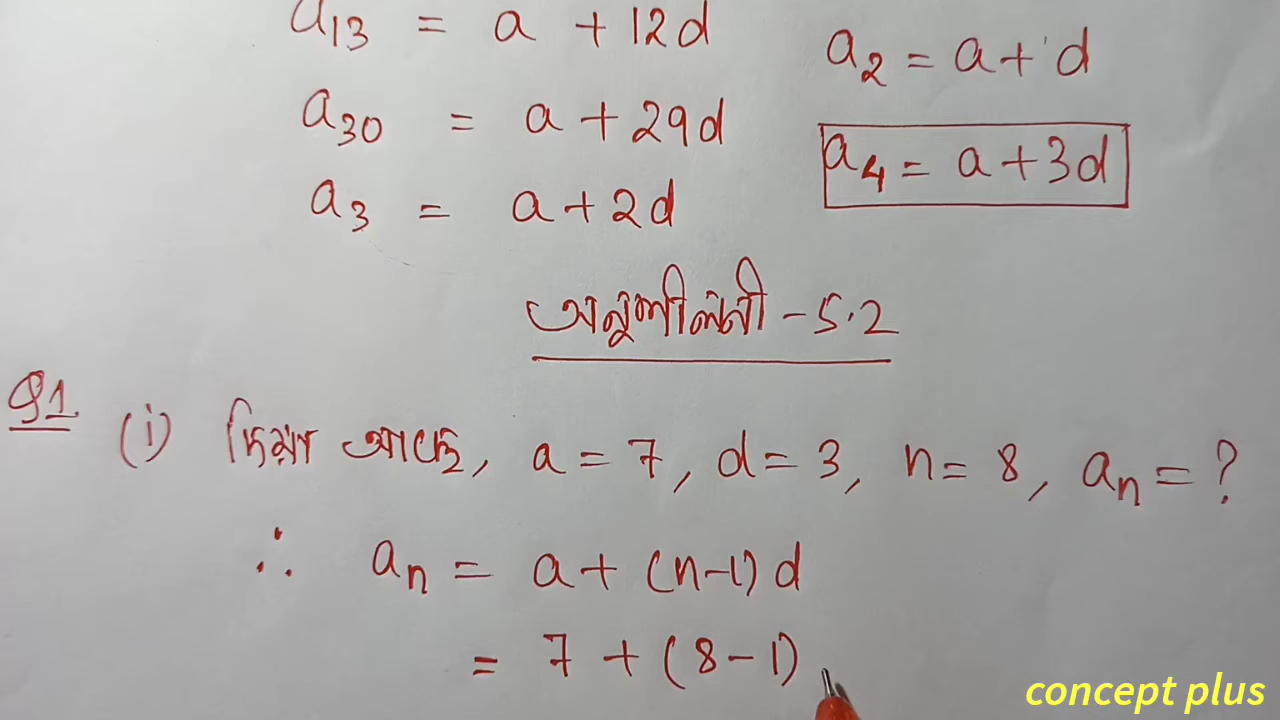 a₁₃ = a + 12d
a₂ = a + d
a₃₀ = a + 29d
a₄ = a + 3d
a₃ = a + 2d
অনুশীলনী - 5.2
Q1 (i) দিয়া আছে, a = 7, d = 3, n = 8, aₙ = ?
∴ aₙ = a + (n-1)d
= 7 + (8-1)
concept plus